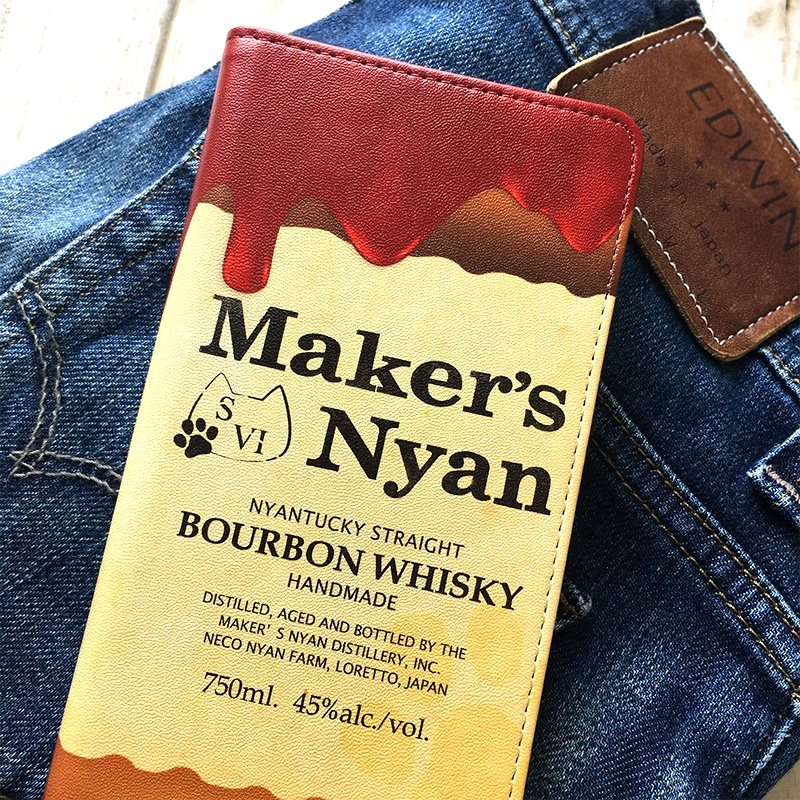 Maker's
S VI
Nyan
NYANTUCKY STRAIGHT
BOURBON WHISKY
HANDMADE
DISTILLED, AGED AND BOTTLED BY THE
MAKER' S NYAN DISTILLERY, INC.
NECO NYAN FARM, LORETTO, JAPAN
750ml. 45%alc./vol.
EDWIN
Made in japan